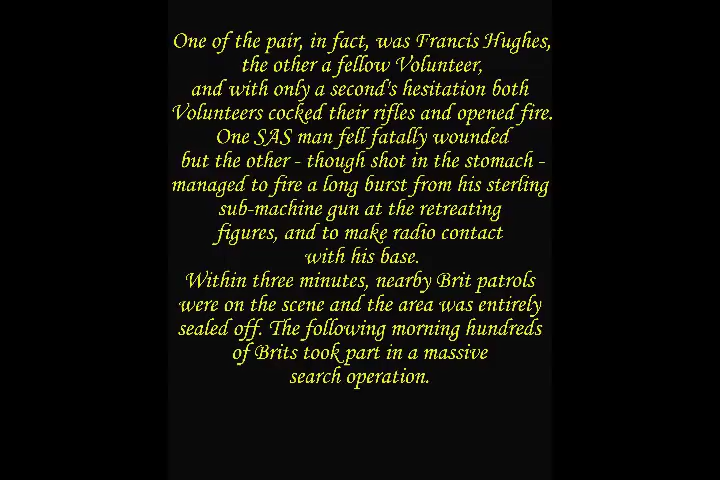 One of the pair, in fact, was Francis Hughes,
the other a fellow Volunteer,
and with only a second's hesitation both
Volunteers cocked their rifles and opened fire.
One SAS man fell fatally wounded
but the other - though shot in the stomach -
managed to fire a long burst from his sterling
sub-machine gun at the retreating
figures, and to make radio contact
with his base.
Within three minutes, nearby Brit patrols
were on the scene and the area was entirely
sealed off. The following morning hundreds
of Brits took part in a massive
search operation.